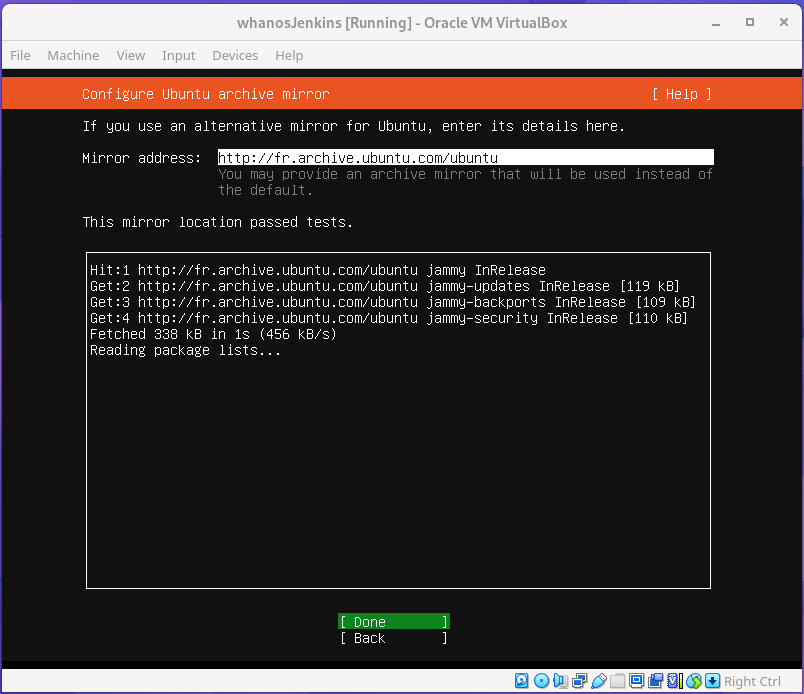 whanosJenkins [Running] - Oracle VM VirtualBox
File Machine View Input Devices Help
Configure Ubuntu archive mirror [ Help ]
If you use an alternative mirror for Ubuntu, enter its details here.
Mirror address: http://fr.archive.ubuntu.com/ubuntu
You may provide an archive mirror that will be used instead of
the default.
This mirror location passed tests.
Hit:1 http://fr.archive.ubuntu.com/ubuntu jammy InRelease
Get:2 http://fr.archive.ubuntu.com/ubuntu jammy-updates InRelease [119 kB]
Get:3 http://fr.archive.ubuntu.com/ubuntu jammy-backports InRelease [109 kB]
Get:4 http://fr.archive.ubuntu.com/ubuntu jammy-security InRelease [110 kB]
Fetched 338 kB in 1s (456 kB/s)
Reading package lists...
[ Done ]
[ Back ]
Right Ctrl